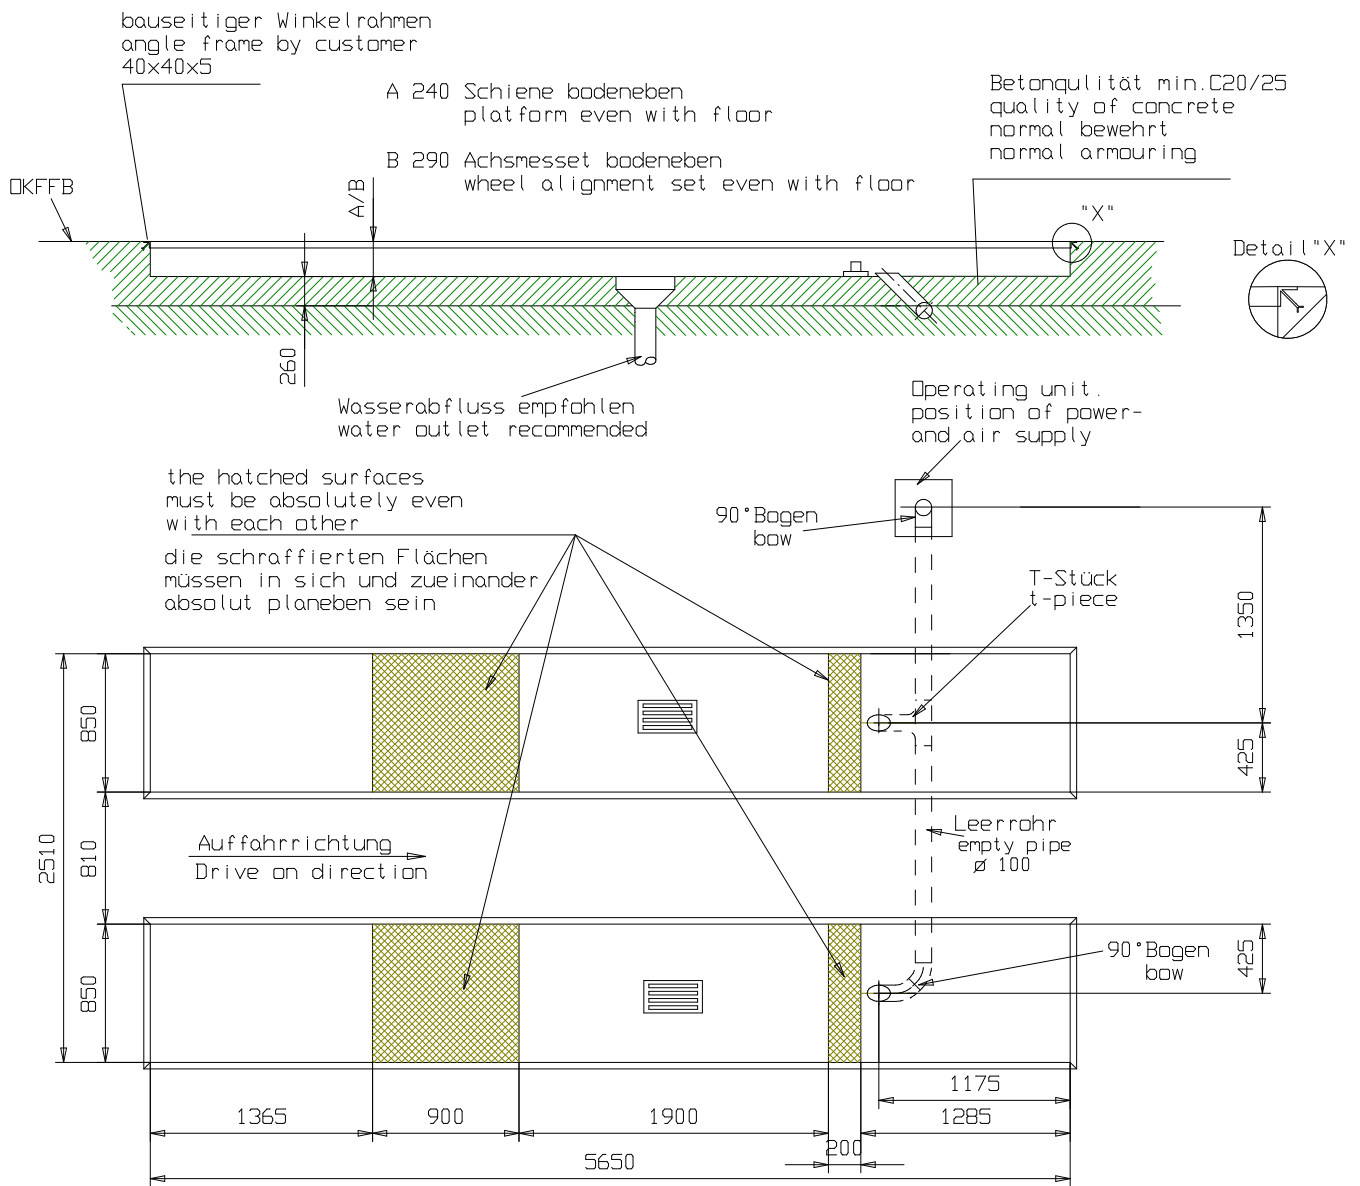 bauseitiger Winkelrahmen
angle frame by customer
40x40x5
A 240 Schiene bodeneben
platform even with floor
B 290 Achsmesset bodeneben
wheel alignment set even with floor
Betonqulität min.C20/25
quality of concrete
normal bewehrt
normal armouring
OKFFB
A/B
"X"
Detail"X"
260
Wasserabfluss empfohlen
water outlet recommended
Operating unit.
position of power-
and air supply
the hatched surfaces
must be absolutely even
with each other
die schraffierten Flächen
müssen in sich und zueinander
absolut planeben sein
90°Bogen
bow
T-Stück
t-piece
1350
850
425
2510
810
Auffahrrichtung
Drive on direction
Leerrohr
empty pipe
Ø 100
850
90°Bogen
bow
425
1175
1365
900
1900
1285
200
5650